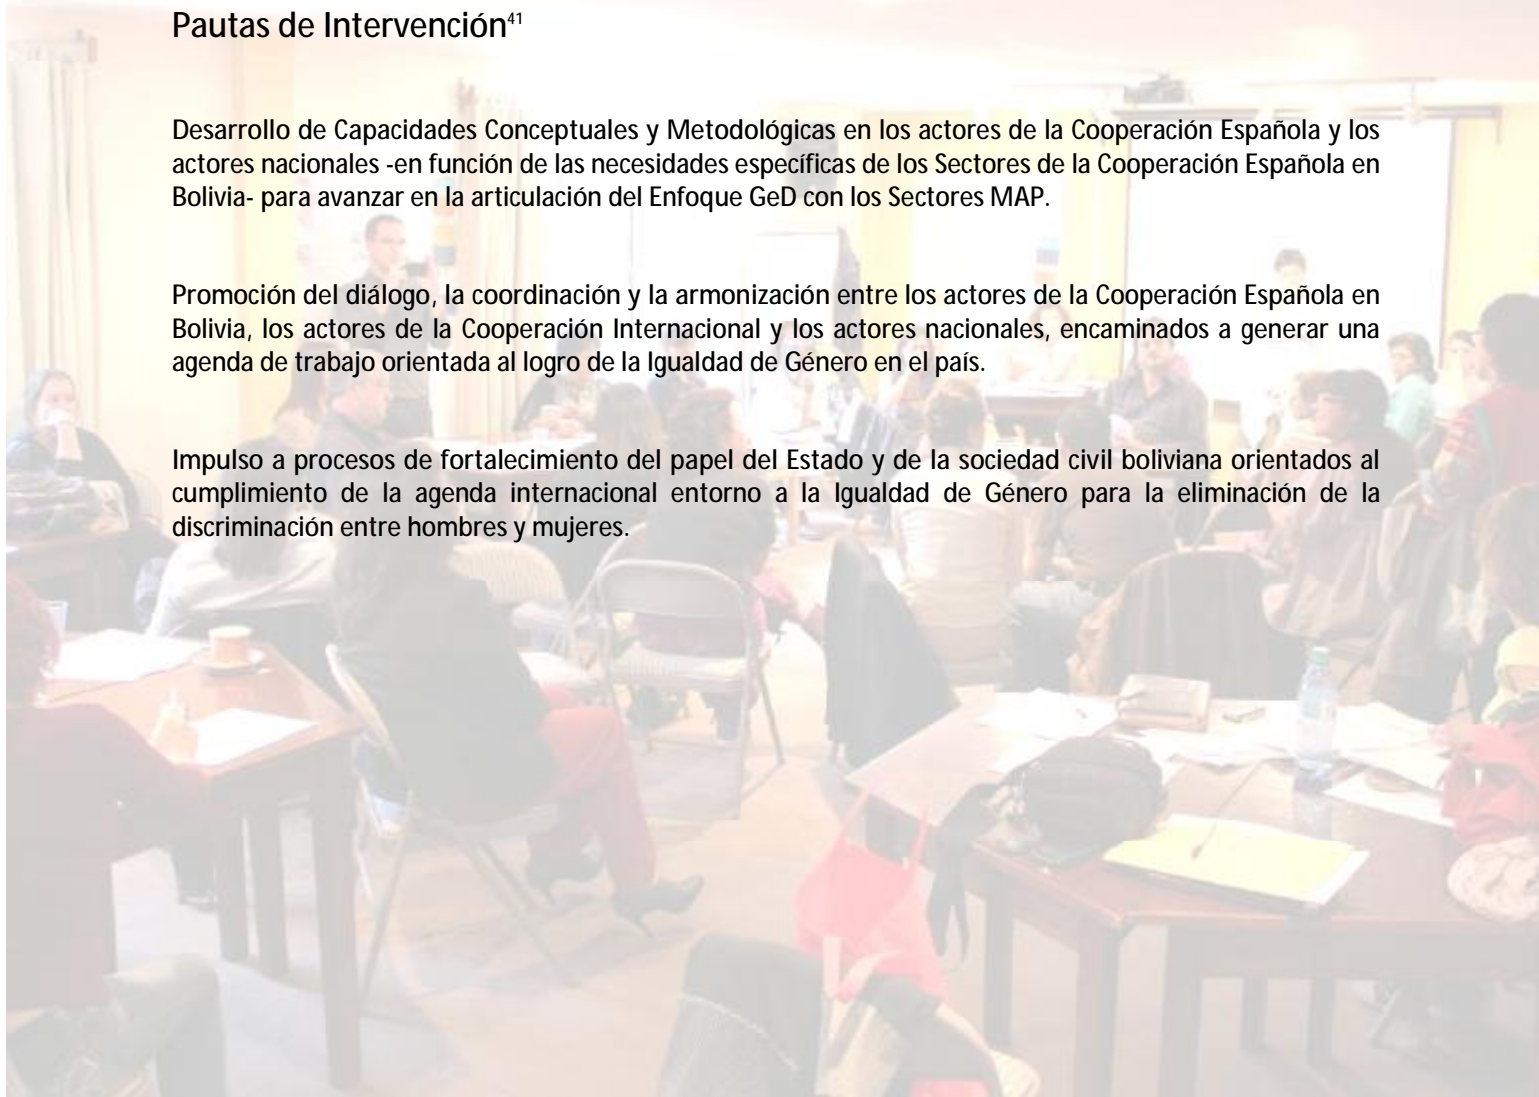 Pautas de Intervención⁴¹
Desarrollo de Capacidades Conceptuales y Metodológicas en los actores de la Cooperación Española y los
actores nacionales -en función de las necesidades específicas de los Sectores de la Cooperación Española en
Bolivia- para avanzar en la articulación del Enfoque GeD con los Sectores MAP.
Promoción del diálogo, la coordinación y la armonización entre los actores de la Cooperación Española en
Bolivia, los actores de la Cooperación Internacional y los actores nacionales, encaminados a generar una
agenda de trabajo orientada al logro de la Igualdad de Género en el país.
Impulso a procesos de fortalecimiento del papel del Estado y de la sociedad civil boliviana orientados al
cumplimiento de la agenda internacional entorno a la Igualdad de Género para la eliminación de la
discriminación entre hombres y mujeres.